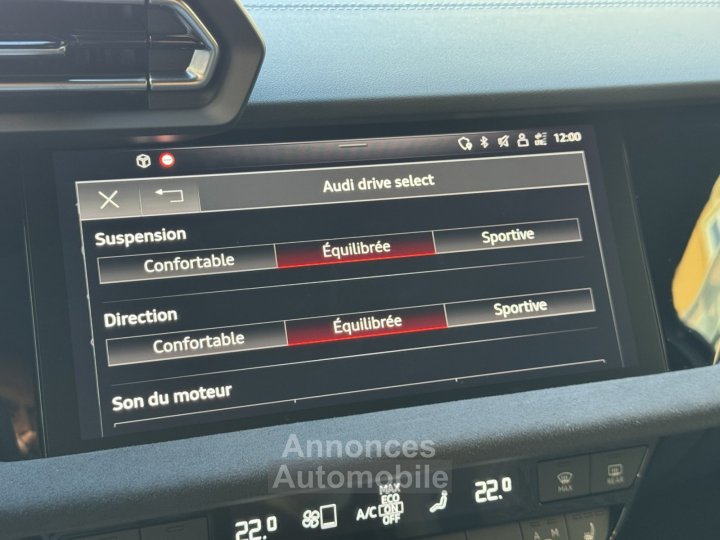 12:00
Audi drive select
Suspension
Confortable Équilibrée Sportive
Direction
Confortable Équilibrée Sportive
Son du moteur
Annonces
Automobile
MAX
ECO
A/C ON
OFF
22.0
22.0
MAX
REAR
A M